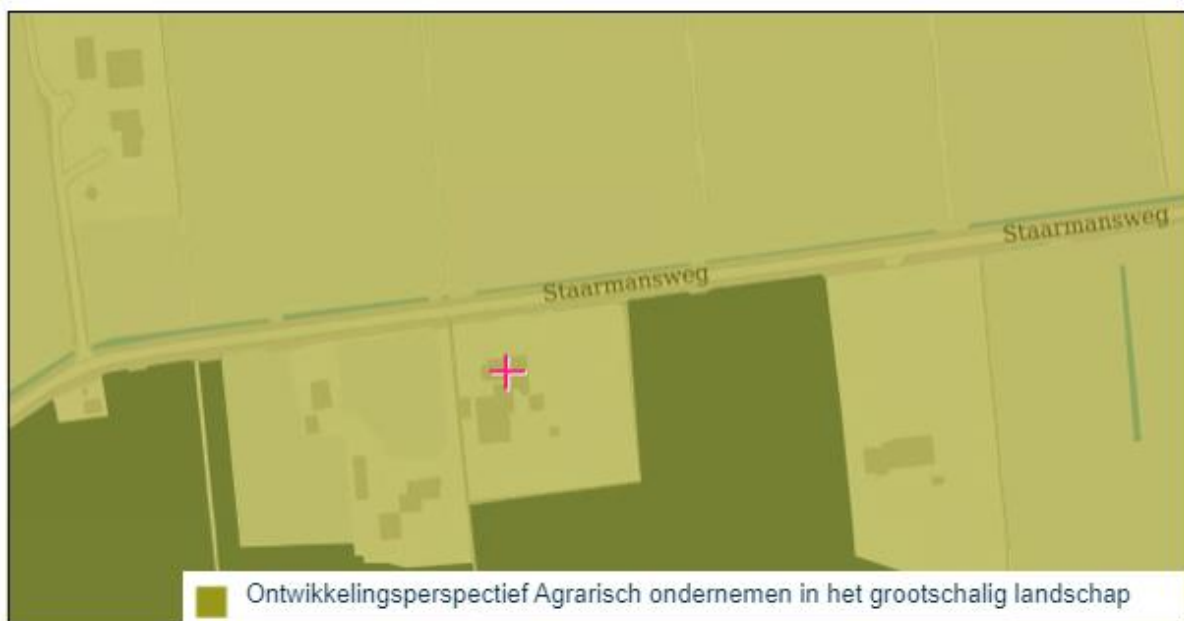 Staarmansweg
Staarmansweg
Ontwikkelingsperspectief Agrarisch ondernemen in het grootschalig landschap